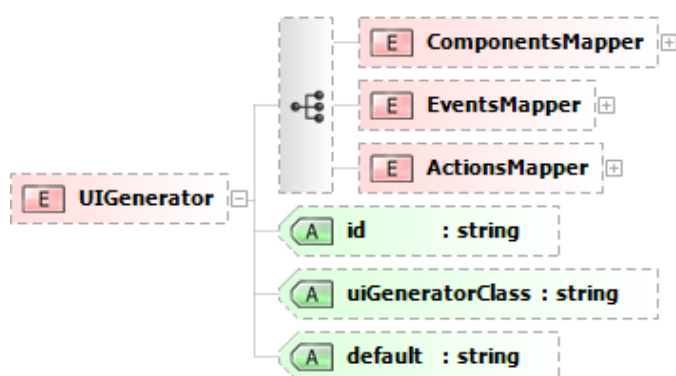 E ComponentsMapper
E EventsMapper
E ActionsMapper
E UIGenerator
A id : string
A uiGeneratorClass : string
A default : string